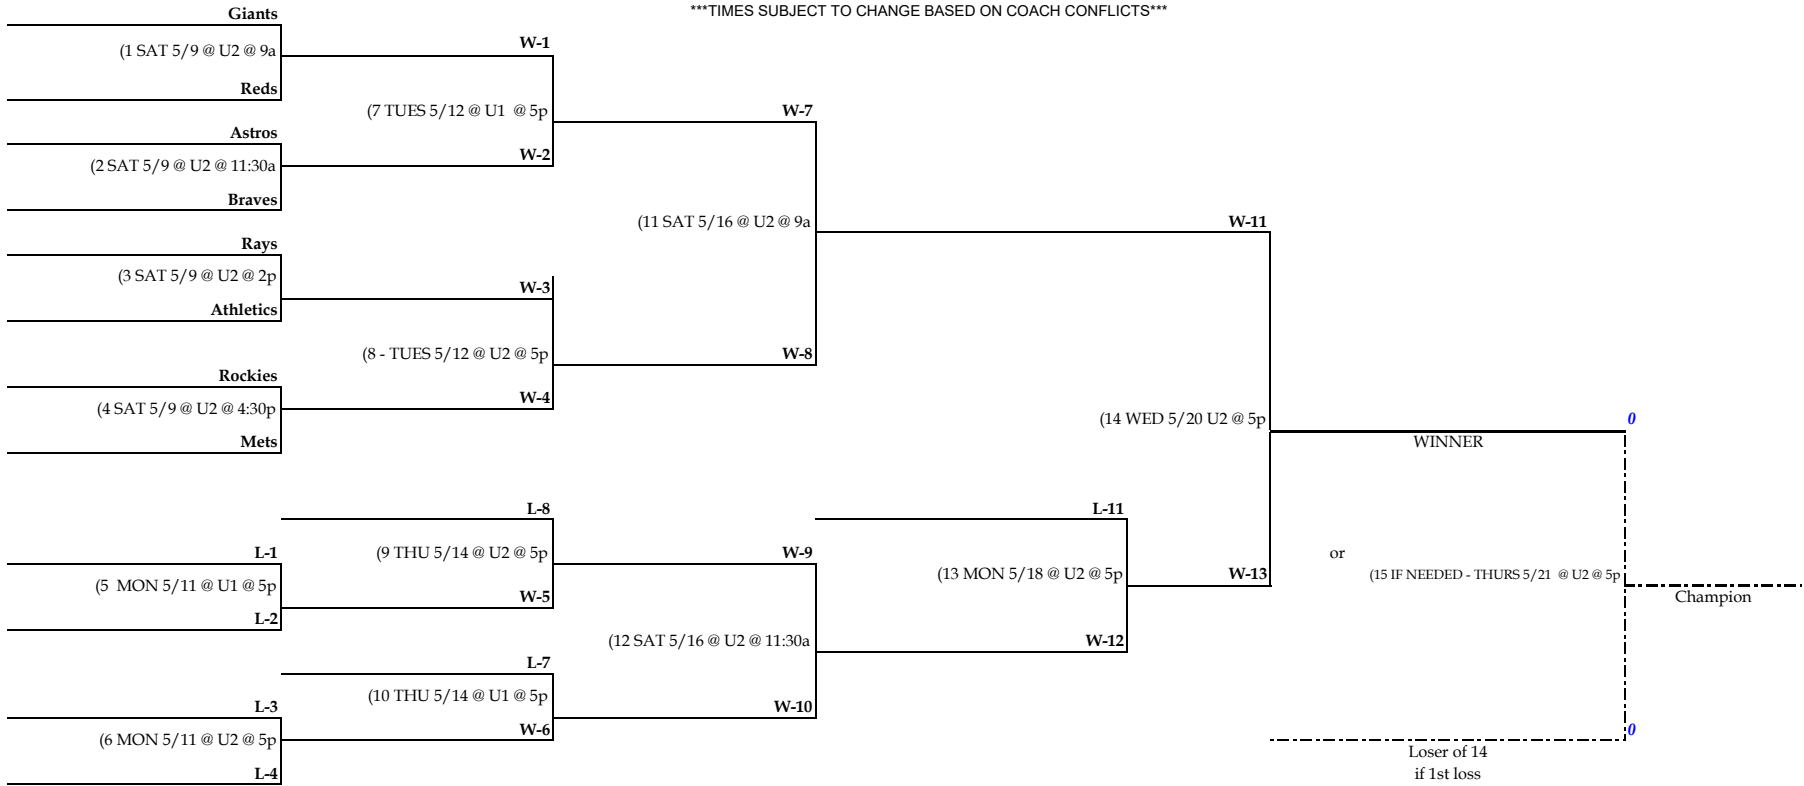 Giants
***TIMES SUBJECT TO CHANGE BASED ON COACH CONFLICTS***
(1 SAT 5/9 @ U2 @ 9a
W-1
Reds
(7 TUES 5/12 @ U1 @ 5p
W-7
Astros
(2 SAT 5/9 @ U2 @ 11:30a
W-2
Braves
(11 SAT 5/16 @ U2 @ 9a
W-11
Rays
(3 SAT 5/9 @ U2 @ 2p
W-3
Athletics
(8 - TUES 5/12 @ U2 @ 5p
W-8
Rockies
(4 SAT 5/9 @ U2 @ 4:30p
W-4
Mets
(14 WED 5/20 U2 @ 5p
0
WINNER
L-8
L-11
L-1
(9 THU 5/14 @ U2 @ 5p
W-9
or
(5 MON 5/11 @ U1 @ 5p
W-5
(13 MON 5/18 @ U2 @ 5p
W-13
(15 IF NEEDED - THURS 5/21 @ U2 @ 5p
Champion
L-2
(12 SAT 5/16 @ U2 @ 11:30a
W-12
L-7
(10 THU 5/14 @ U1 @ 5p
L-3
W-10
W-6
0
(6 MON 5/11 @ U2 @ 5p
Loser of 14
if 1st loss
L-4